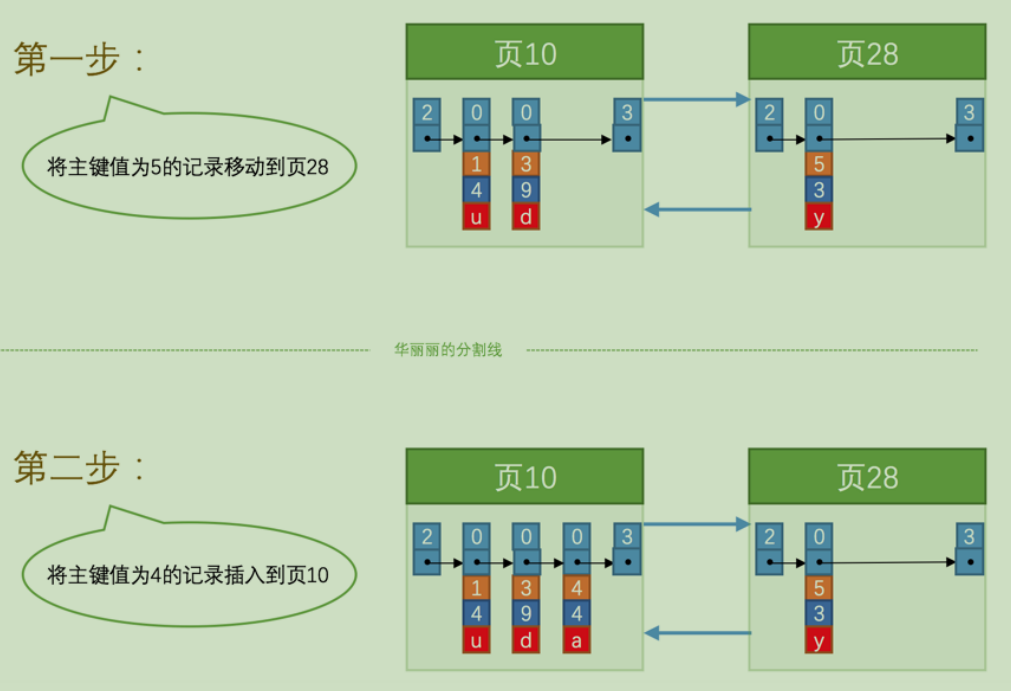 第一步：
将主键值为5的记录移动到页28
页10
页28
2 0 0 3
1 3
4 9
u d
2 0 3
5
3
y
华丽丽的分割线
第二步：
将主键值为4的记录插入到页10
页10
页28
2 0 0 0 3
1 3 4
4 9 4
u d a
2 0 3
5
3
y